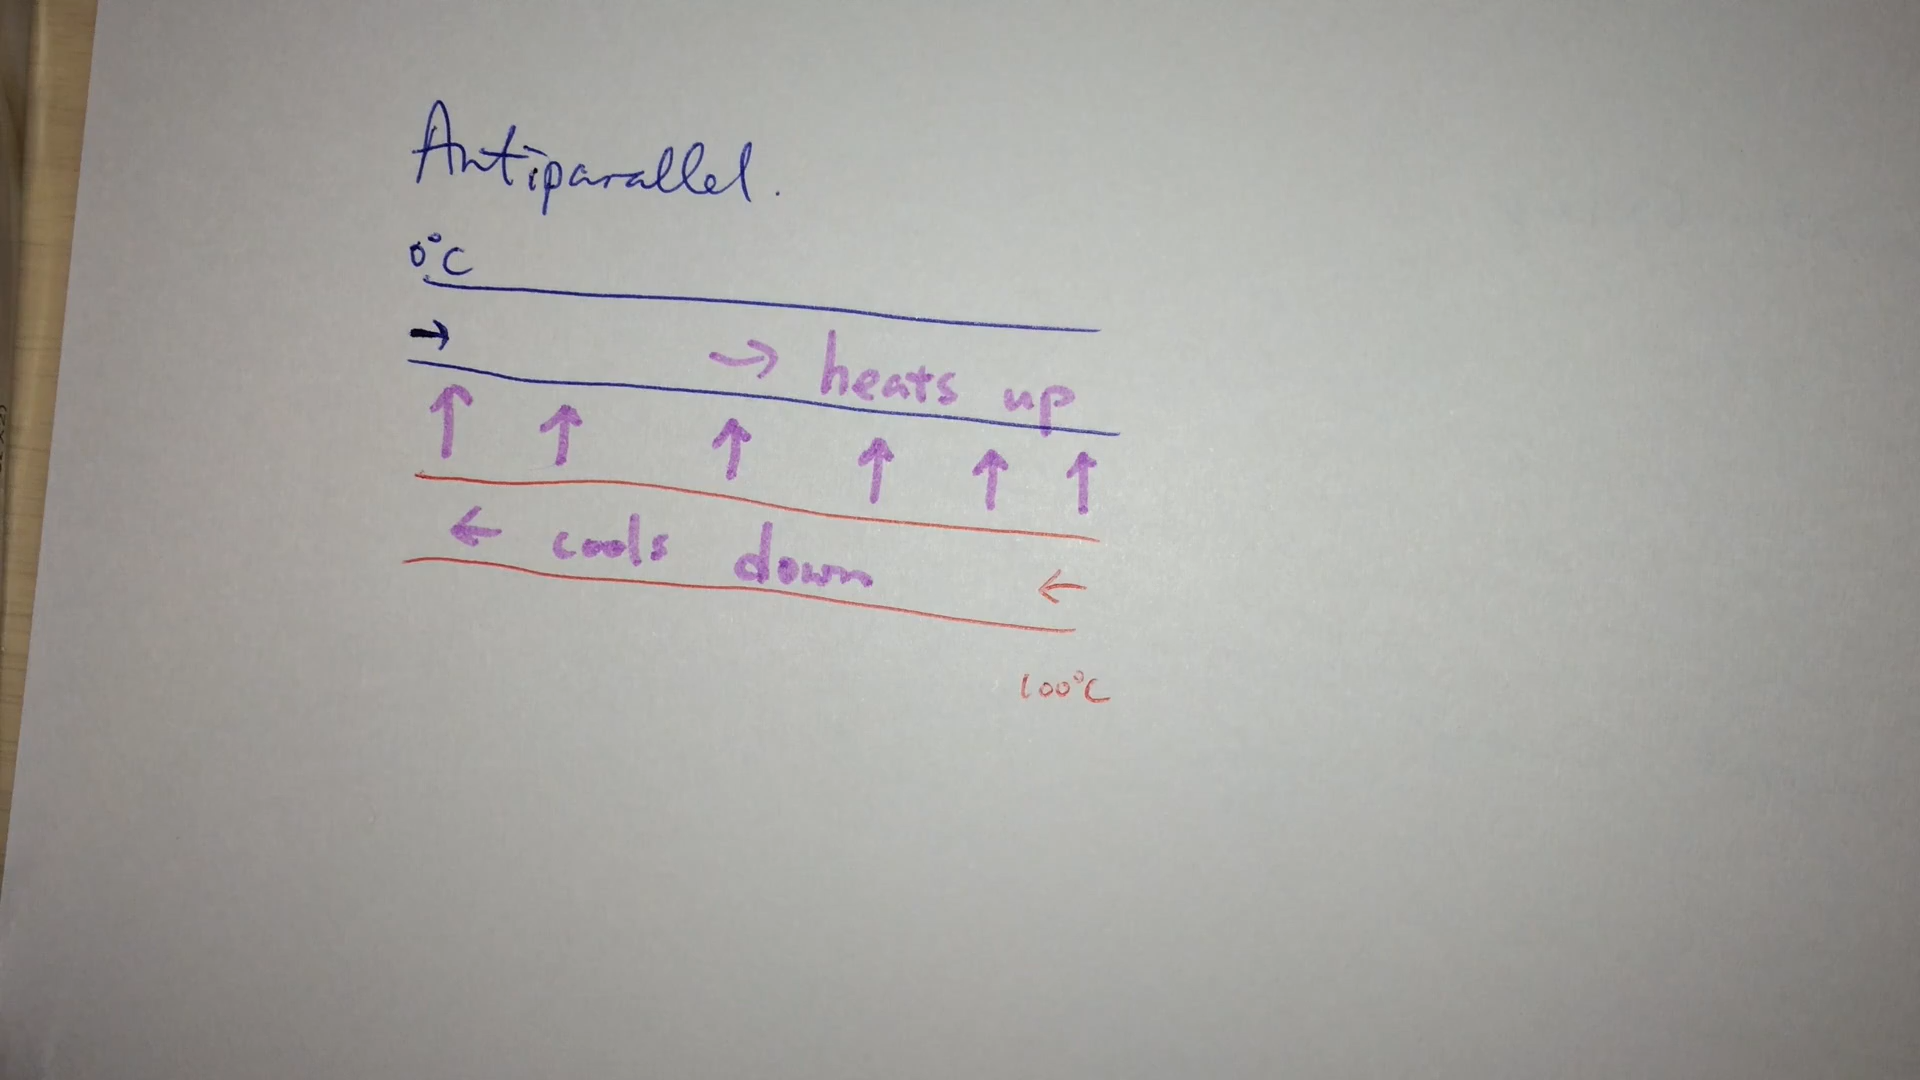 Antiparallel.
0°C
→
→ heats up
↑ ↑ ↑ ↑ ↑ ↑
← cools down
←
100°C